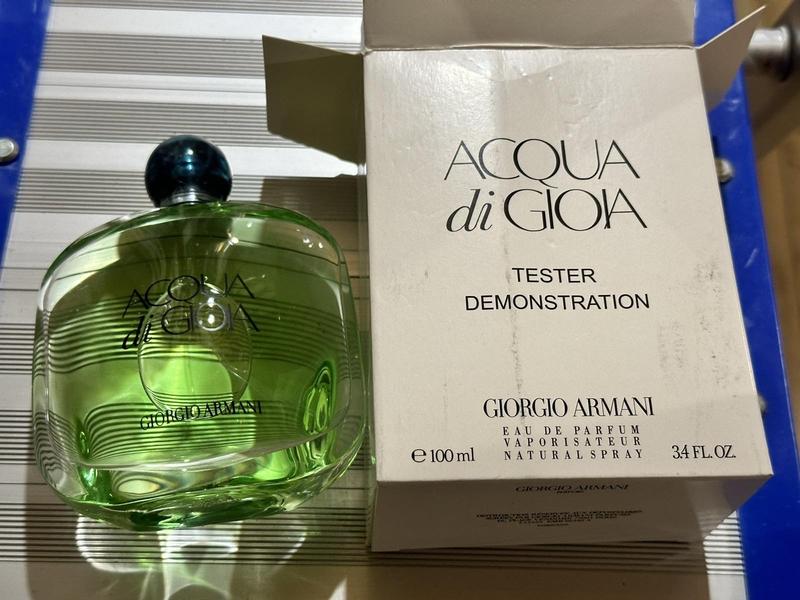 ACQUA
di GIOIA
GIORGIO ARMANI
ACQUA
di GIOIA
TESTER
DEMONSTRATION
GIORGIO ARMANI
EAU DE PARFUM
VAPORISATEUR
NATURAL SPRAY
℮ 100 ml
3.4 FL. OZ.
GIORGIO ARMANI